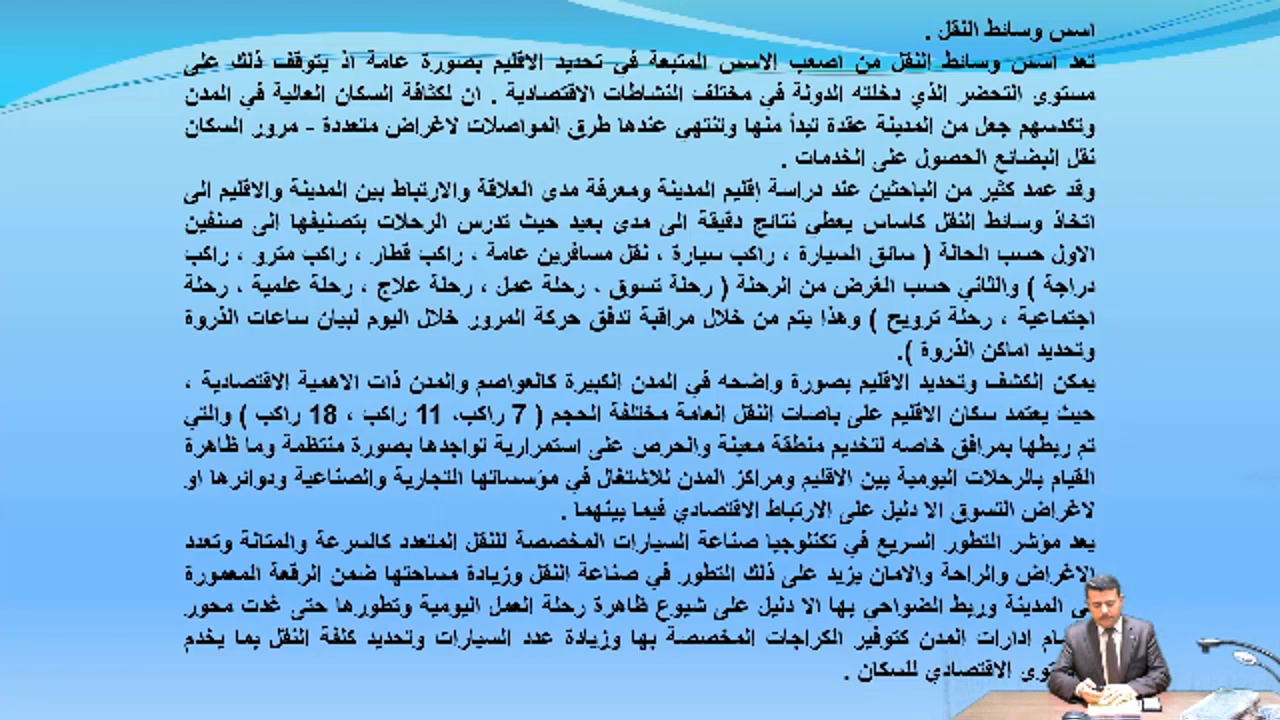 اسس وسائط النقل .
تعد اسس وسائط النقل من اصعب الاسس المتبعة في تحديد الاقليم بصورة عامة اذ يتوقف ذلك على
مستوى التحضر الذي دخلته الدولة في مختلف النشاطات الاقتصادية . ان لكثافة السكان العالية في المدن
وتكدسهم جعل من المدينة عقدة تبدأ منها وتنتهي عندها طرق المواصلات لاغراض متعددة - مرور السكان
نقل البضائع الحصول على الخدمات .
وقد عمد كثير من الباحثين عند دراسة إقليم المدينة ومعرفة مدى العلاقة والارتباط بين المدينة والاقليم الى
اتخاذ وسائط النقل كاساس يعطي نتائج دقيقة الى مدى بعيد حيث تدرس الرحلات بتصنيفها الى صنفين
الاول حسب الحالة ( سائق السيارة ، راكب سيارة ، نقل مسافرين عامة ، راكب قطار ، راكب مترو ، راكب
دراجة ) والثاني حسب الغرض من الرحلة ( رحلة تسوق ، رحلة عمل ، رحلة علاج ، رحلة علمية ، رحلة
اجتماعية ، رحلة ترويح ) وهذا يتم من خلال مراقبة تدفق حركة المرور خلال اليوم لبيان ساعات الذروة
وتحديد اماكن الذروة ).
يمكن الكشف وتحديد الاقليم بصورة واضحه في المدن الكبيرة كالعواصم والمدن ذات الاهمية الاقتصادية ،
حيث يعتمد سكان الاقليم على باصات النقل العامة مختلفة الحجم ( 7 راكب، 11 راكب ، 18 راكب ) والتي
تم ربطها بمرافق خاصه لتخديم منطقة معينة والحرص على استمرارية تواجدها بصورة منتظمة وما ظاهرة
القيام بالرحلات اليومية بين الاقليم ومراكز المدن للاشتغال في مؤسساتها التجارية والصناعية ودوائرها او
لاغراض التسوق الا دليل على الارتباط الاقتصادي فيما بينهما .
يعد مؤشر التطور السريع في تكنلوجيا صناعة السيارات المخصصة للنقل المتعدد كالسرعة والمتانة وتعدد
الاغراض والراحة والامان يزيد على ذلك التطور في صناعة النقل وزيادة مساحتها ضمن الرقعة المعمورة
المدينة وربط الضواحي بها الا دليل على شيوع ظاهرة رحلة العمل اليومية وتطورها حتى غدت محور
ادارات المدن كتوفير الكراجات المخصصة بها وزيادة عدد السيارات وتحديد كلفة النقل بما يخدم
الاقتصادي للسكان .